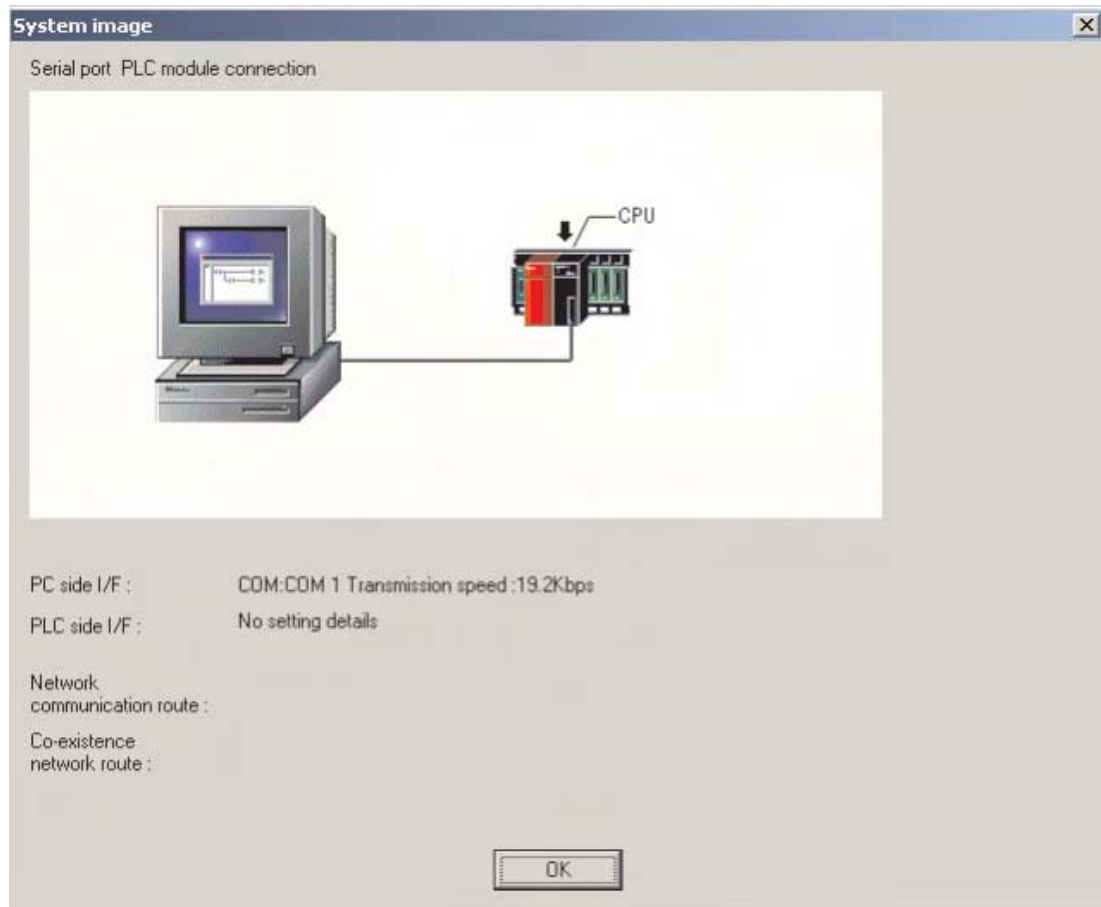 System image
Serial port PLC module connection
CPU
PC side I/F : COM:COM 1 Transmission speed :19.2Kbps
PLC side I/F : No setting details
Network
communication route :
Co-existence
network route :
OK